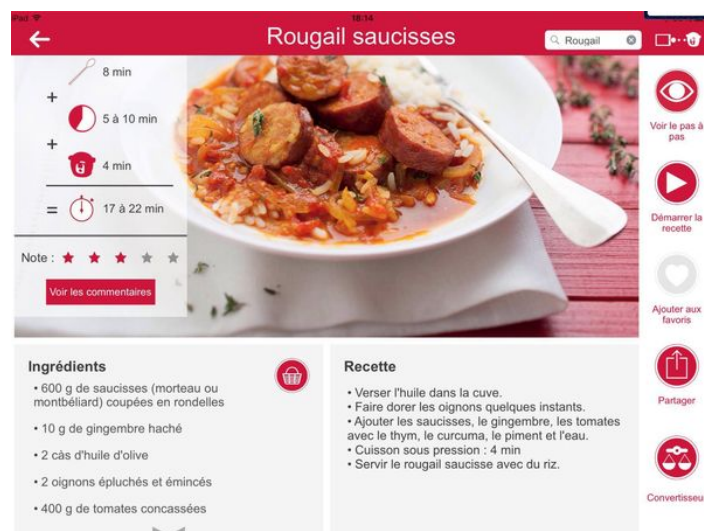 iPad 18:14
Rougail saucisses
Rougail
8 min
+
5 à 10 min
+
4 min
= 17 à 22 min
Note :
Voir les commentaires
Voir le pas à
pas
Démarrer la
recette
Ajouter aux
favoris
Partager
Convertisseu
Ingrédients
• 600 g de saucisses (morteau ou
montbéliard) coupées en rondelles
• 10 g de gingembre haché
• 2 càs d'huile d'olive
• 2 oignons épluchés et émincés
• 400 g de tomates concassées
Recette
• Verser l'huile dans la cuve.
• Faire dorer les oignons quelques instants.
• Ajouter les saucisses, le gingembre, les tomates
avec le thym, le curcuma, le piment et l'eau.
• Cuisson sous pression : 4 min
• Servir le rougail saucisse avec du riz.